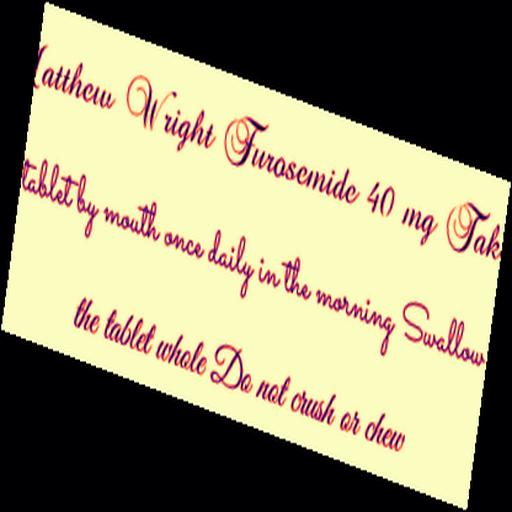 atthew Wright Furosemide 40 mg Tak
tablet by mouth once daily in the morning Swallow
the tablet whole Do not crush or chew